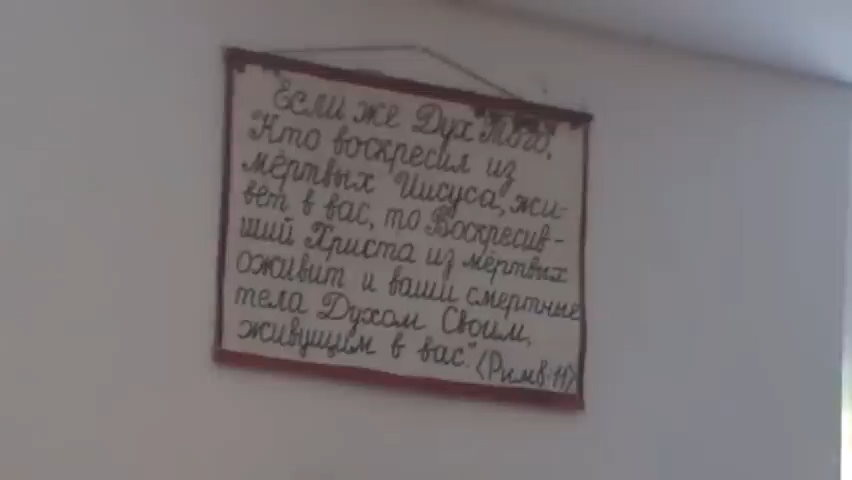 "Если же Дух Того,
Кто воскресил из
мёртвых Иисуса, жи-
вет в вас, то Воскресив-
ший Христа из мёртвых
оживит и ваши смертные
тела Духом Своим,
живущим в вас." (Рим 8:11)